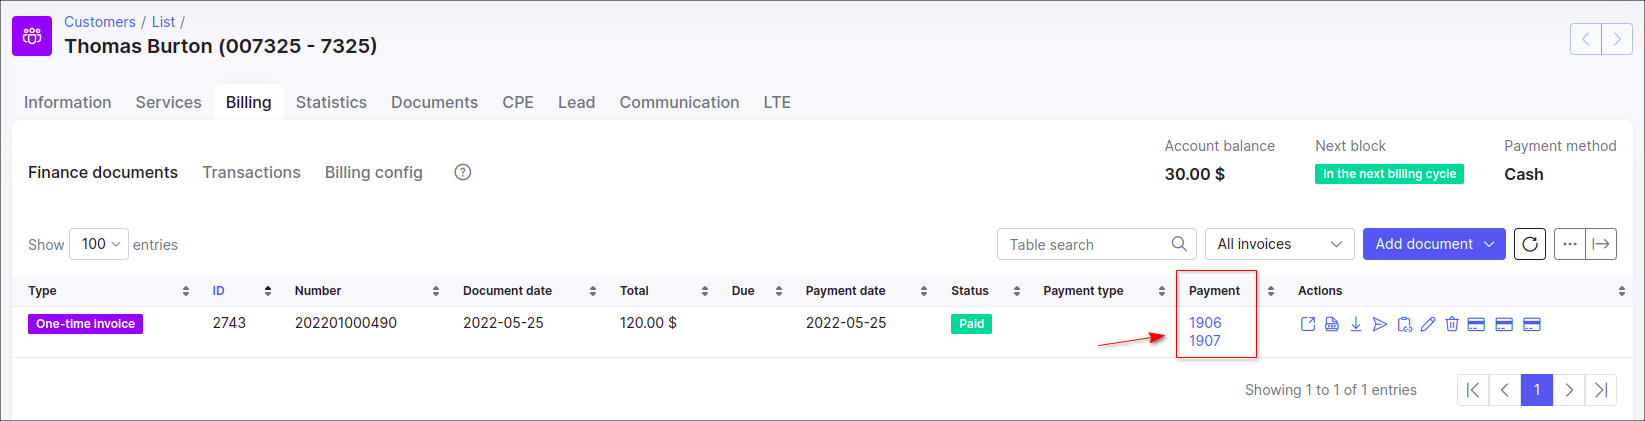 Customers / List /
Thomas Burton (007325 - 7325)
Information Services Billing Statistics Documents CPE Lead Communication LTE
Account balance Next block Payment method
Finance documents Transactions Billing config ?
30.00 $ In the next billing cycle Cash
Show 100 entries Table search All invoices Add document
Type ID Number Document date Total Due Payment date Status Payment type Payment Actions
One-time invoice 2743 202201000490 2022-05-25 120.00 $ 2022-05-25 Paid 1906
1907
Showing 1 to 1 of 1 entries 1